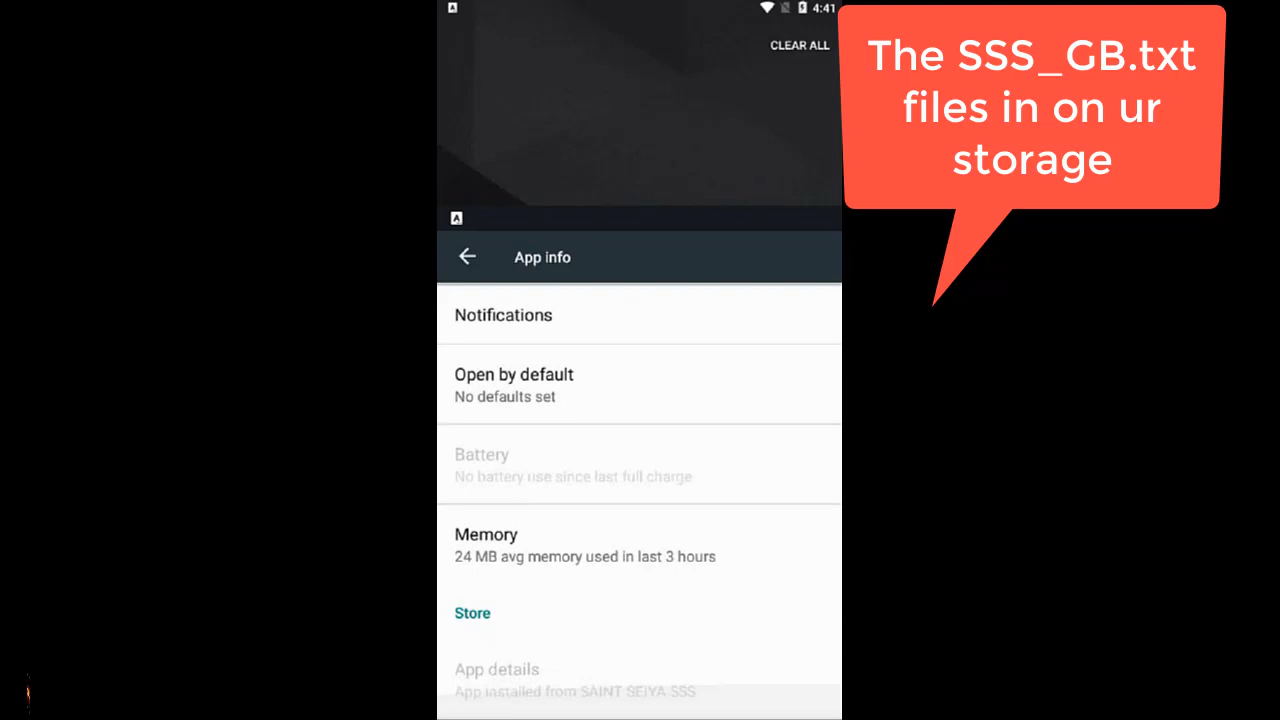 4:41
CLEAR ALL
The SSS_GB.txt
files in on ur
storage
App info
Notifications
Open by default
No defaults set
Battery
No battery use since last full charge
Memory
24 MB avg memory used in last 3 hours
Store
App details
App installed from SAINT SEIYA SSS